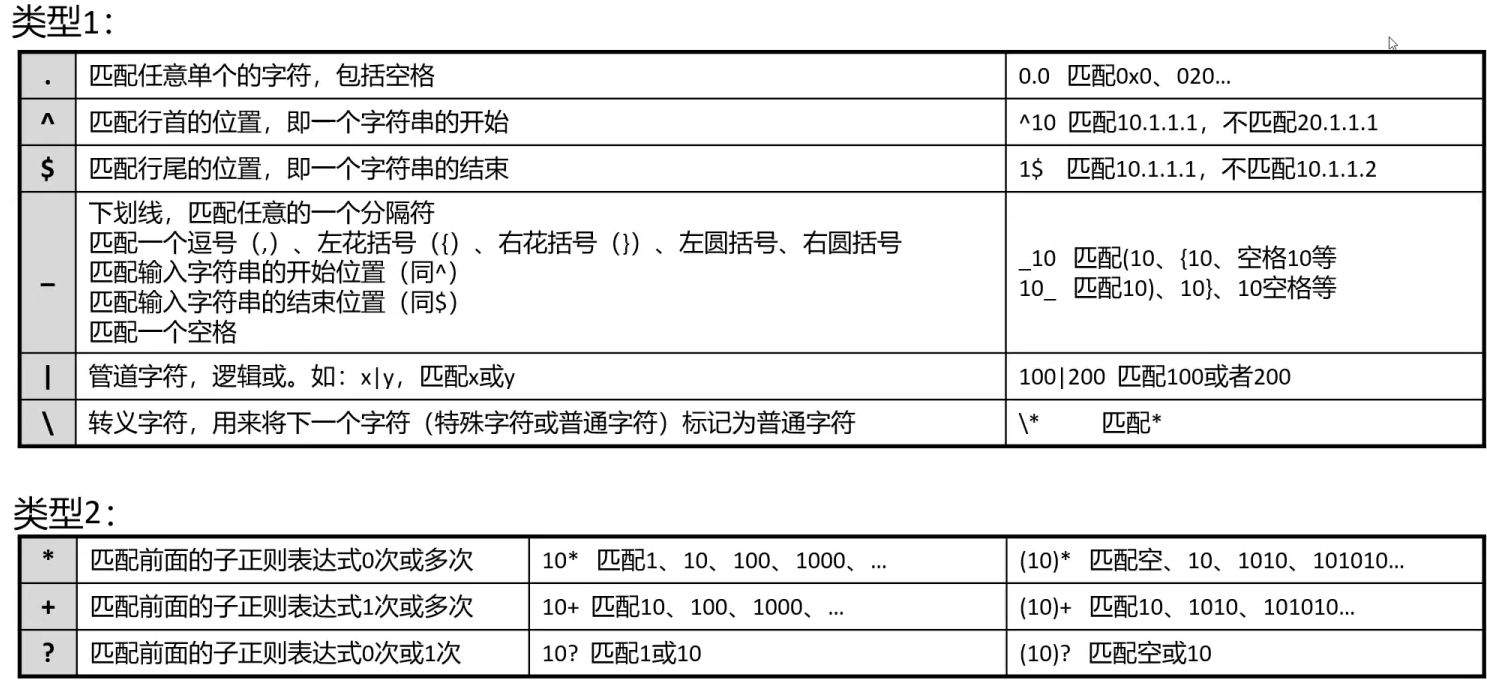 类型1：
. 匹配任意单个的字符，包括空格 0.0 匹配0x0、020...
^ 匹配行首的位置，即一个字符串的开始 ^10 匹配10.1.1.1，不匹配20.1.1.1
$ 匹配行尾的位置，即一个字符串的结束 1$ 匹配10.1.1.1，不匹配10.1.1.2
_ 下划线，匹配任意的一个分隔符
匹配一个逗号（,）、左花括号（{）、右花括号（}）、左圆括号、右圆括号
匹配输入字符串的开始位置（同^）
匹配输入字符串的结束位置（同$）
匹配一个空格
_10 匹配(10、{10、空格10等
10_ 匹配10)、10}、10空格等
| 管道字符，逻辑或。如：x|y，匹配x或y 100|200 匹配100或者200
\ 转义字符，用来将下一个字符（特殊字符或普通字符）标记为普通字符 \* 匹配*
类型2：
* 匹配前面的子正则表达式0次或多次 10* 匹配1、10、100、1000、... (10)* 匹配空、10、1010、101010...
+ 匹配前面的子正则表达式1次或多次 10+ 匹配10、100、1000、... (10)+ 匹配10、1010、101010...
? 匹配前面的子正则表达式0次或1次 10? 匹配1或10 (10)? 匹配空或10